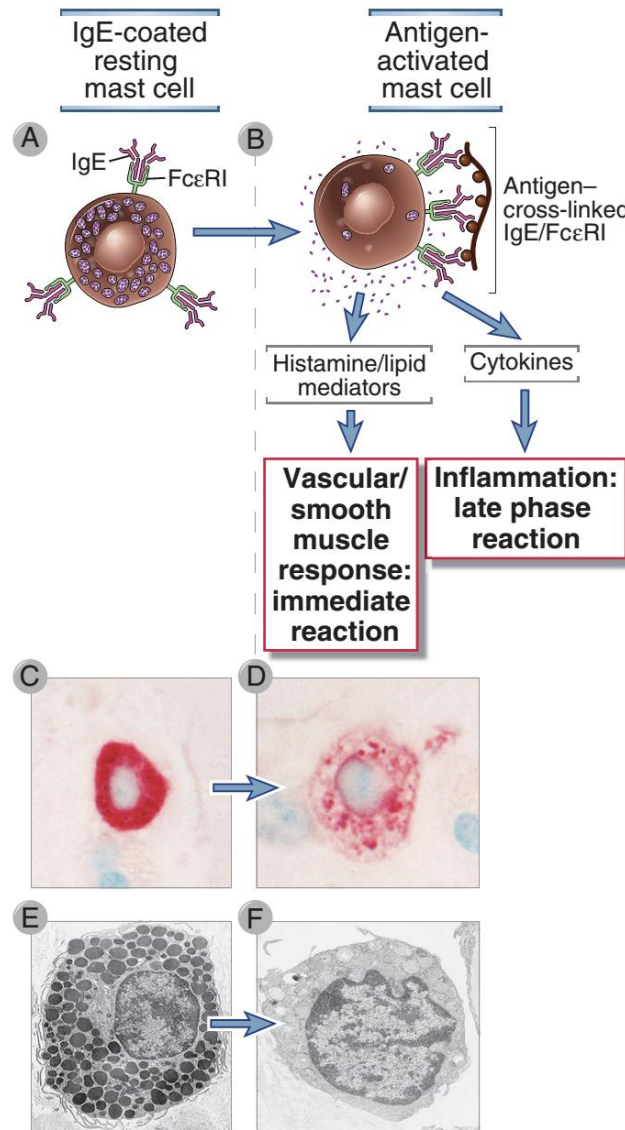 IgE-coated
resting
mast cell
Antigen-
activated
mast cell
A
IgE
FcεRI
B
Antigen–
cross-linked
IgE/FcεRI
Histamine/lipid
mediators
Cytokines
Vascular/
smooth
muscle
response:
immediate
reaction
Inflammation:
late phase
reaction
C
D
E
F